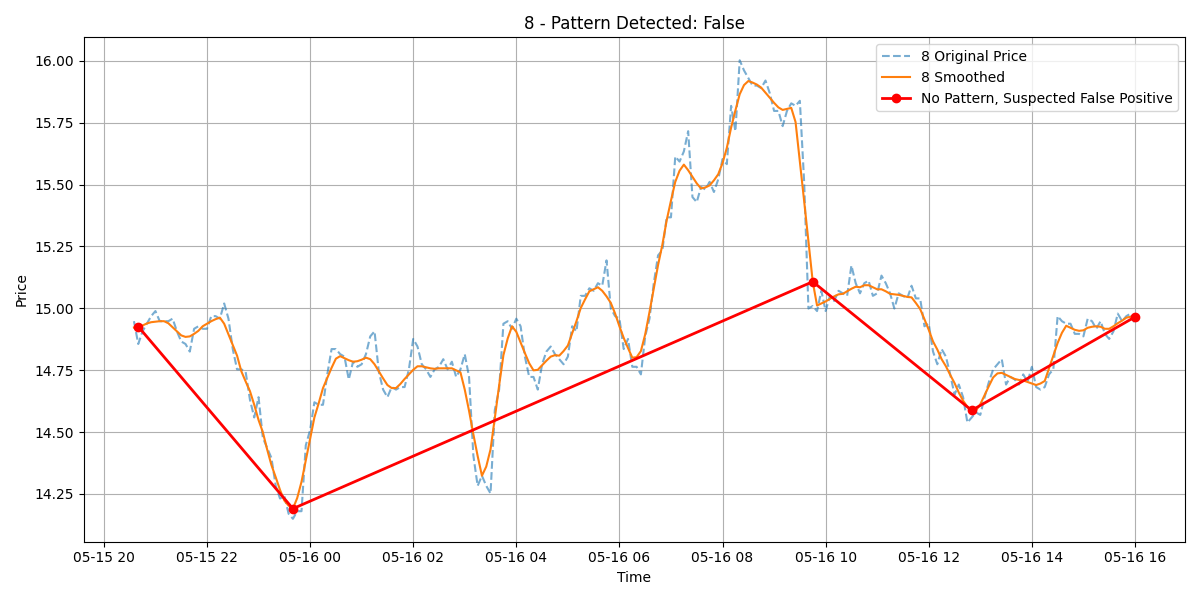 8 - Pattern Detected: False
8 Original Price
8 Smoothed
No Pattern, Suspected False Positive
Price
16.00
15.75
15.50
15.25
15.00
14.75
14.50
14.25
05-15 20 05-15 22 05-16 00 05-16 02 05-16 04 05-16 06 05-16 08 05-16 10 05-16 12 05-16 14 05-16 16
Time